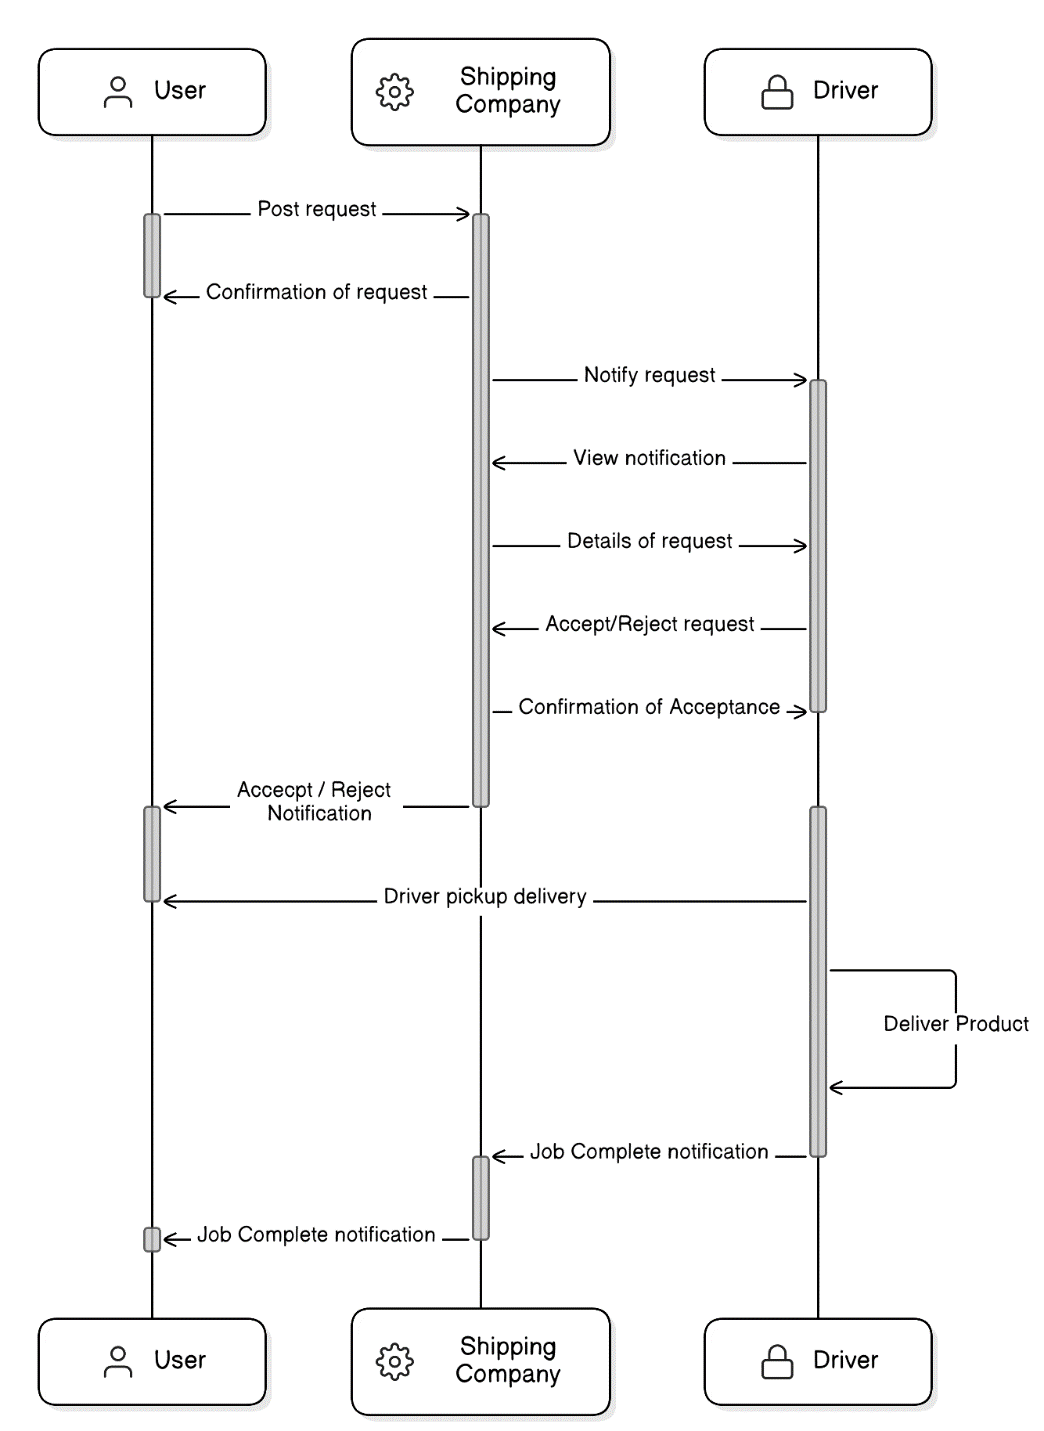 User
Shipping
Company
Driver
Post request
Confirmation of request
Notify request
View notification
Details of request
Accept/Reject request
Confirmation of Acceptance
Accecpt / Reject
Notification
Driver pickup delivery
Deliver Product
Job Complete notification
Job Complete notification
User
Shipping
Company
Driver